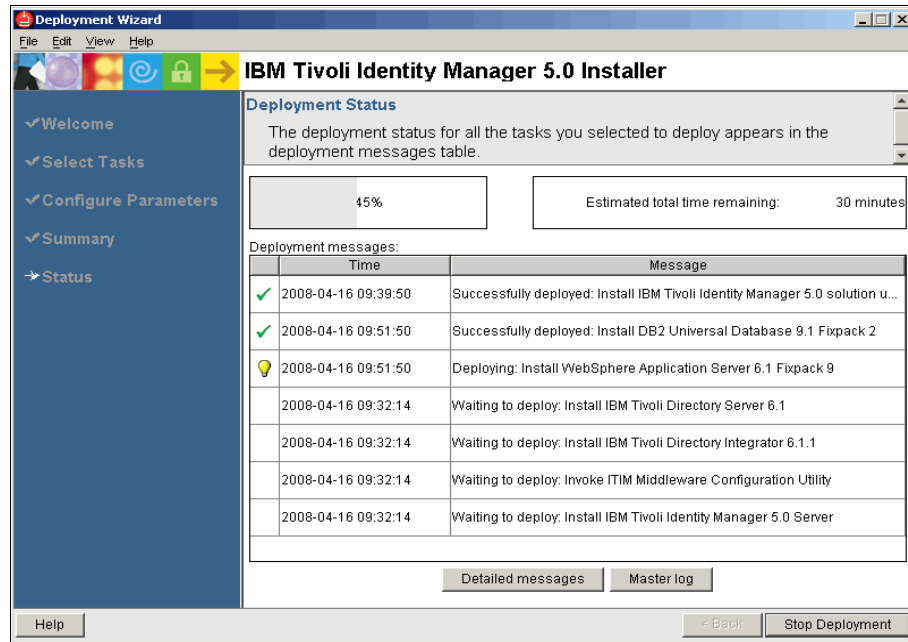 Deployment Wizard
File Edit View Help
IBM Tivoli Identity Manager 5.0 Installer
Welcome
Select Tasks
Configure Parameters
Summary
Status
Deployment Status
The deployment status for all the tasks you selected to deploy appears in the
deployment messages table.
45%
Estimated total time remaining: 30 minutes
Deployment messages:
Time Message
2008-04-16 09:39:50 Successfully deployed: Install IBM Tivoli Identity Manager 5.0 solution u...
2008-04-16 09:51:50 Successfully deployed: Install DB2 Universal Database 9.1 Fixpack 2
2008-04-16 09:51:50 Deploying: Install WebSphere Application Server 6.1 Fixpack 9
2008-04-16 09:32:14 Waiting to deploy: Install IBM Tivoli Directory Server 6.1
2008-04-16 09:32:14 Waiting to deploy: Install IBM Tivoli Directory Integrator 6.1.1
2008-04-16 09:32:14 Waiting to deploy: Invoke ITIM Middleware Configuration Utility
2008-04-16 09:32:14 Waiting to deploy: Install IBM Tivoli Identity Manager 5.0 Server
Detailed messages Master log
Help < Back Stop Deployment